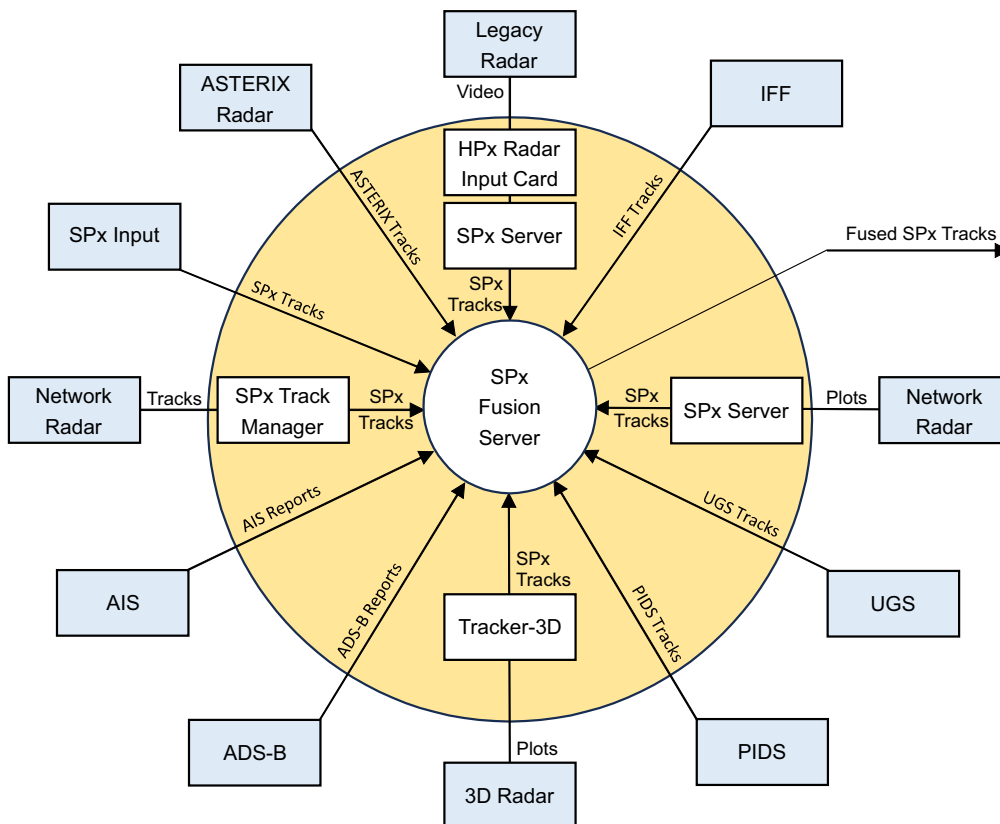 Legacy
Radar
ASTERIX
Radar
IFF
Video
HPx Radar
Input Card
ASTERIX Tracks
IFF Tracks
SPx Input
SPx Server
Fused SPx Tracks
SPx Tracks
SPx
Tracks
SPx
Fusion
Server
Network
Radar
Tracks
SPx Track
Manager
SPx
Tracks
SPx
Tracks
SPx Server
Plots
Network
Radar
AIS Reports
UGS Tracks
AIS
ADS-B Reports
SPx
Tracks
PIDS Tracks
UGS
Tracker-3D
ADS-B
Plots
PIDS
3D Radar